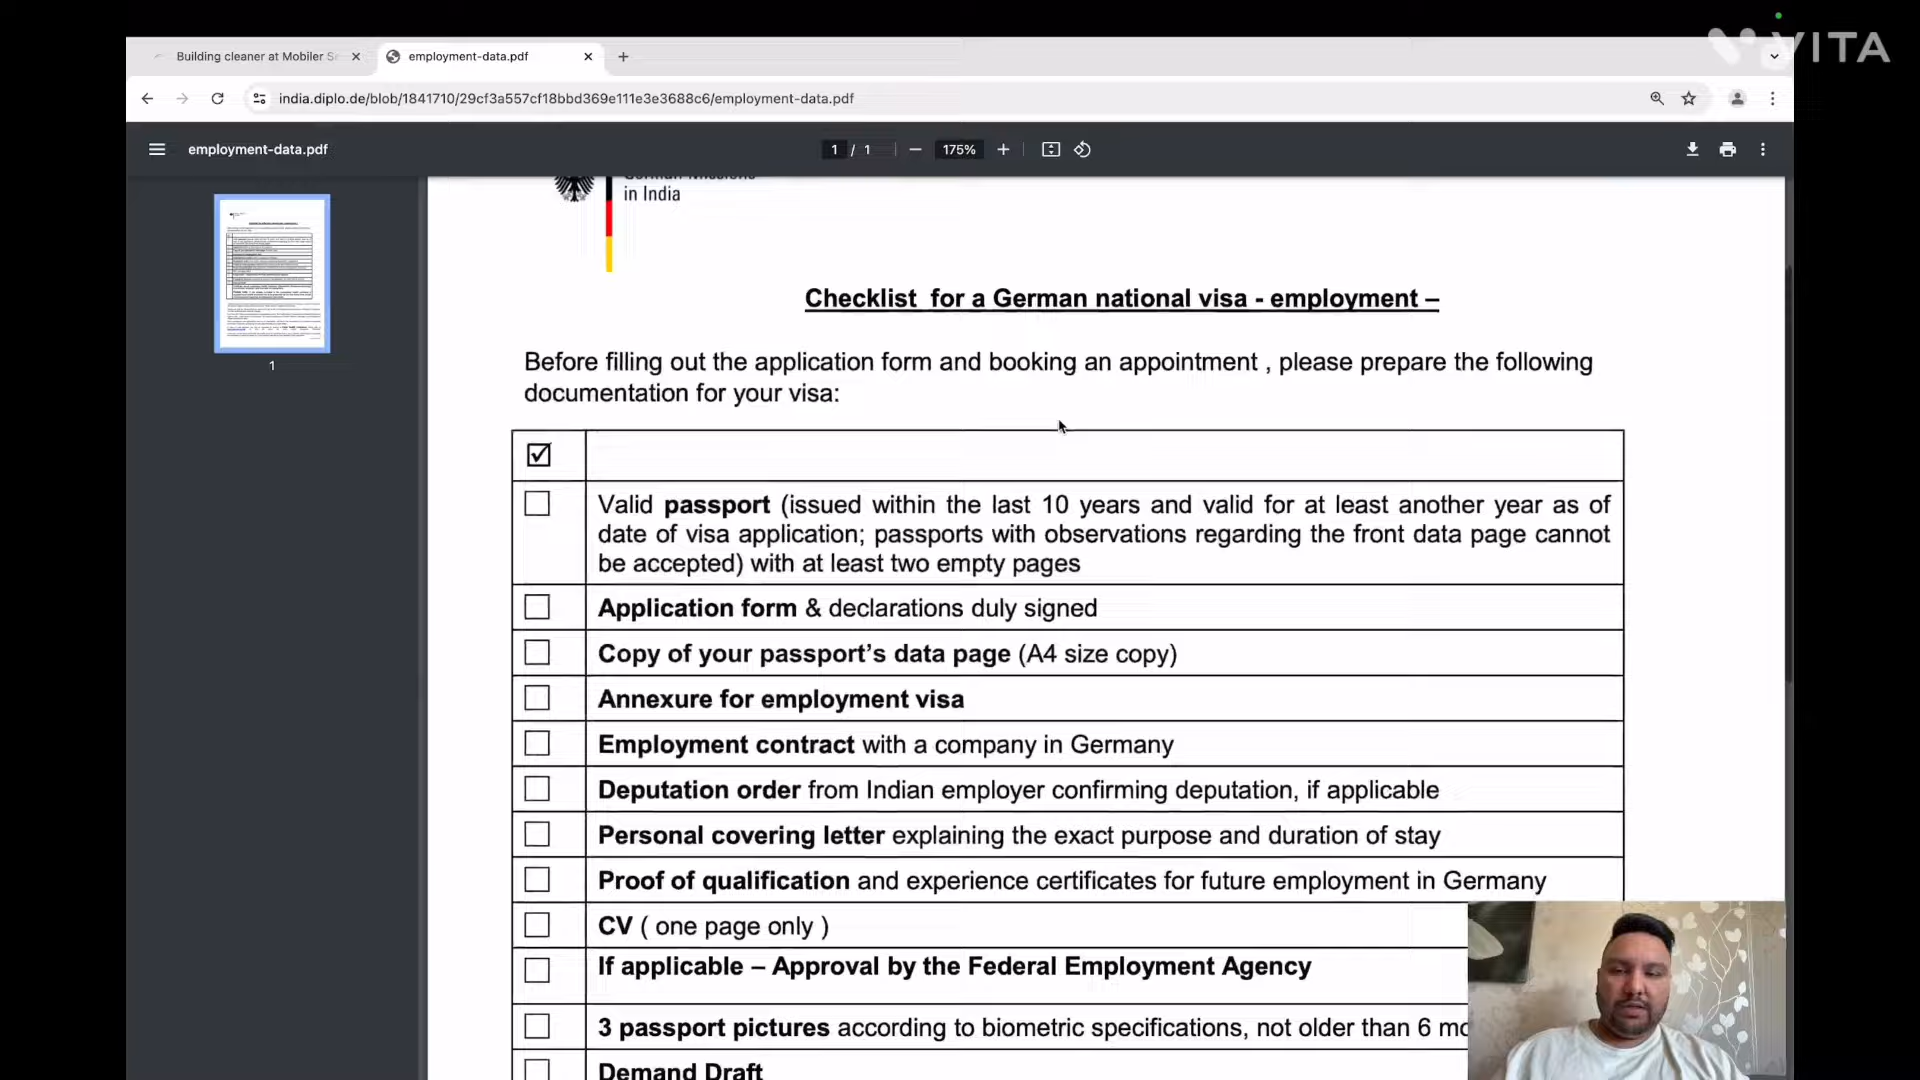 VITA
Building cleaner at Mobiler Se
employment-data.pdf
india.diplo.de/blob/1841710/29cf3a557cf18bbd369e111e3e3688c6/employment-data.pdf
employment-data.pdf
1 / 1
175%
German Missions
in India
1
Checklist for a German national visa - employment –
Before filling out the application form and booking an appointment , please prepare the following
documentation for your visa:
Valid passport (issued within the last 10 years and valid for at least another year as of
date of visa application; passports with observations regarding the front data page cannot
be accepted) with at least two empty pages
Application form & declarations duly signed
Copy of your passport’s data page (A4 size copy)
Annexure for employment visa
Employment contract with a company in Germany
Deputation order from Indian employer confirming deputation, if applicable
Personal covering letter explaining the exact purpose and duration of stay
Proof of qualification and experience certificates for future employment in Germany
CV ( one page only )
If applicable – Approval by the Federal Employment Agency
3 passport pictures according to biometric specifications, not older than 6 mo
Demand Draft